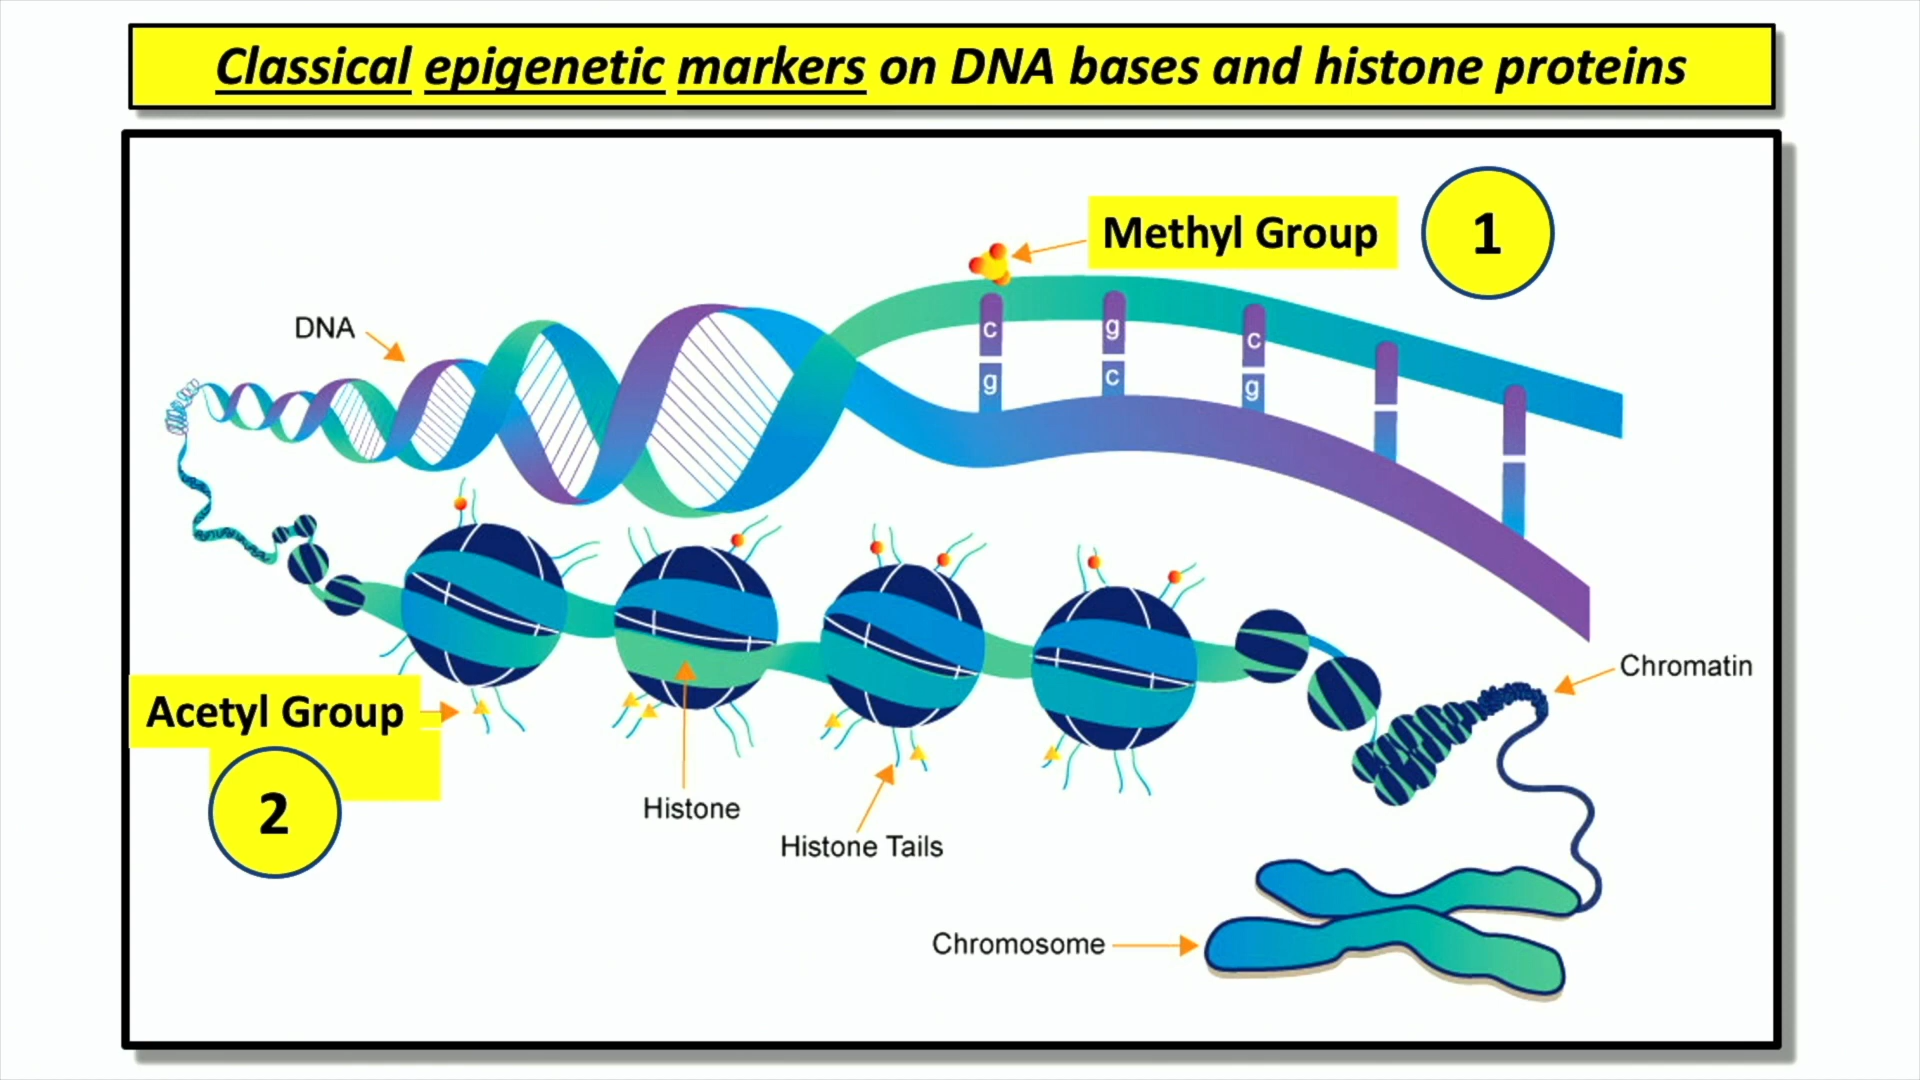 Classical epigenetic markers on DNA bases and histone proteins
Methyl Group
1
DNA
c
g
c
g
c
g
Chromatin
Acetyl Group
2
Histone
Histone Tails
Chromosome